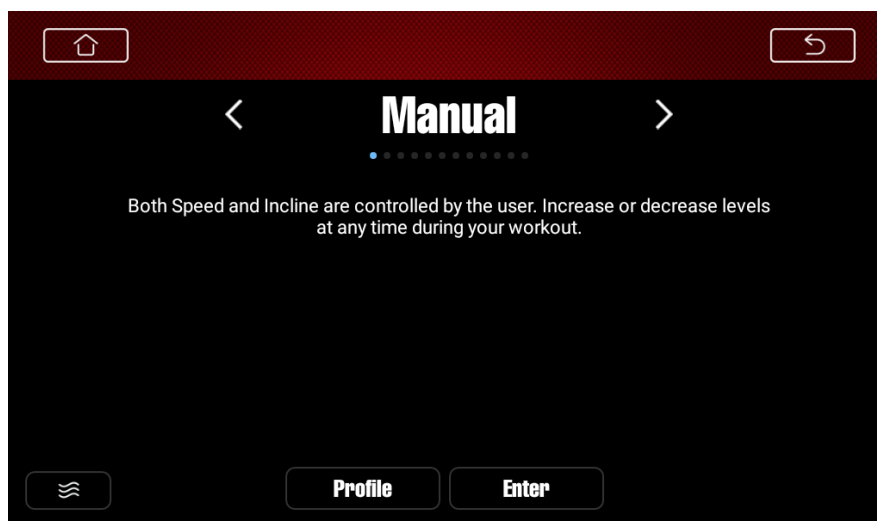 Manual
Both Speed and Incline are controlled by the user. Increase or decrease levels
at any time during your workout.
Profile
Enter